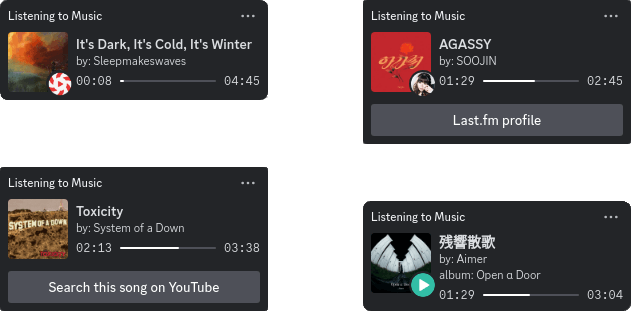 Listening to Music
It's Dark, It's Cold, It's Winter
by: Sleepmakeswaves
00:08 04:45
Listening to Music
아가씨
AGASSY
by: SOOJIN
01:29 02:45
Last.fm profile
Listening to Music
SYSTEM OF A DOWN
Toxicity
by: System of a Down
02:13 03:38
Search this song on YouTube
Listening to Music
残響散歌
by: Aimer
album: Open α Door
01:29 03:04